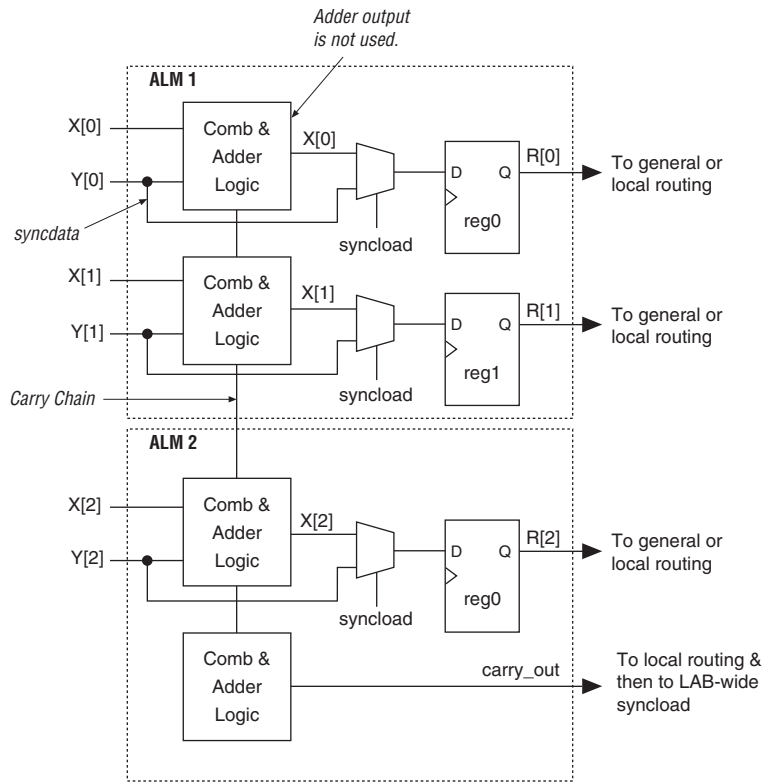 Adder output
is not used.
ALM 1
X[0]
Comb &
Adder
Logic
X[0]
Y[0]
D
Q
reg0
R[0]
To general or
local routing
syncdata
syncload
X[1]
Comb &
Adder
Logic
X[1]
Y[1]
D
Q
reg1
R[1]
To general or
local routing
syncload
Carry Chain
ALM 2
X[2]
Comb &
Adder
Logic
X[2]
Y[2]
D
Q
reg0
R[2]
To general or
local routing
syncload
Comb &
Adder
Logic
carry_out
To local routing &
then to LAB-wide
syncload